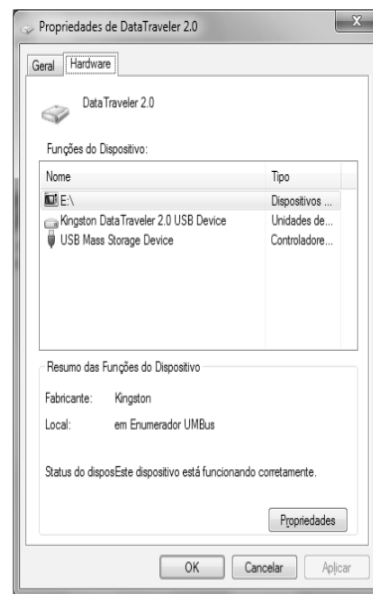 Propriedades de DataTraveler 2.0
X
Geral Hardware
DataTraveler 2.0
Funções do Dispositivo:
Nome Tipo
E:\ Dispositivos ...
Kingston DataTraveler 2.0 USB Device Unidades de...
USB Mass Storage Device Controladore...
Resumo das Funções do Dispositivo
Fabricante: Kingston
Local: em Enumerador UMBus
Status do disposEste dispositivo está funcionando corretamente.
Propriedades
OK Cancelar Aplicar